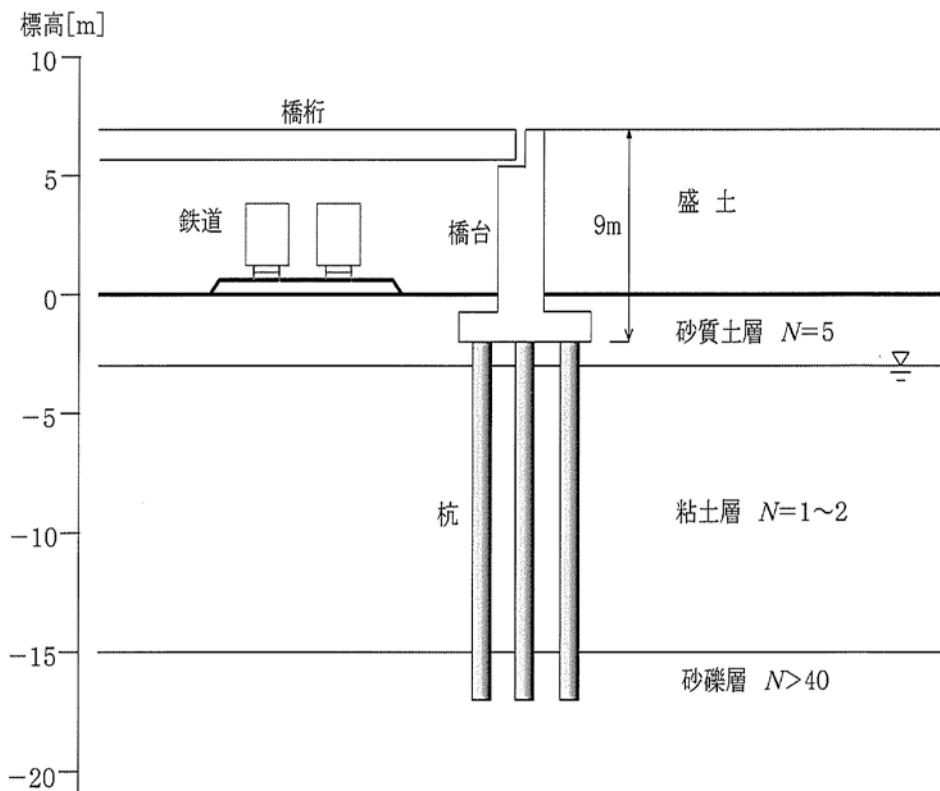 標高[m]
10
橋桁
5
鉄道
橋台
9m
盛 土
0
砂質土層 N=5
-5
杭
粘土層 N=1~2
-10
-15
砂礫層 N>40
-20